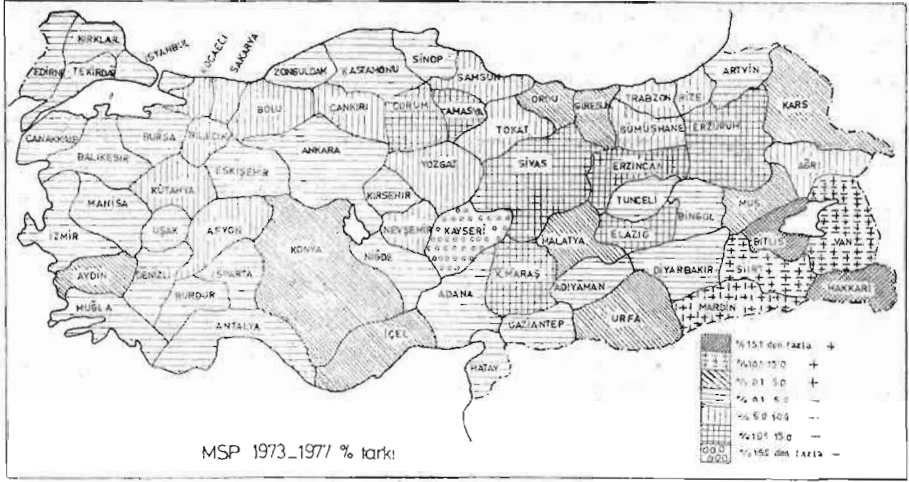 KIRKLAR
EDİRNE TEKİRDAĞ İSTANBUL KOCAELİ SAKARYA ZONGULDAK KASTAMONU SİNOP SAMSUN ORDU GİRESUN TRABZON RİZE ARTVİN KARS
ÇANAKKALE BURSA BİLECİK BOLU ÇANKIRI ÇORUM AMASYA TOKAT GÜMÜŞHANE ERZURUM
BALIKESİR KÜTAHYA ESKİŞEHİR ANKARA YOZGAT SİVAS ERZİNCAN AĞRI
MANİSA UŞAK AFYON KIRŞEHİR NEVŞEHİR KAYSERİ MALATYA TUNCELİ ELAZIĞ BİNGÖL MUŞ BİTLİS VAN
İZMİR AYDIN DENİZLİ ISPARTA KONYA NİĞDE K.MARAŞ ADIYAMAN DİYARBAKIR SİİRT HAKKARİ
MUĞLA BURDUR ANTALYA İÇEL ADANA GAZİANTEP URFA MARDİN
HATAY
MSP 1973_1977 % farkı
+
+
+
-
-
-
-